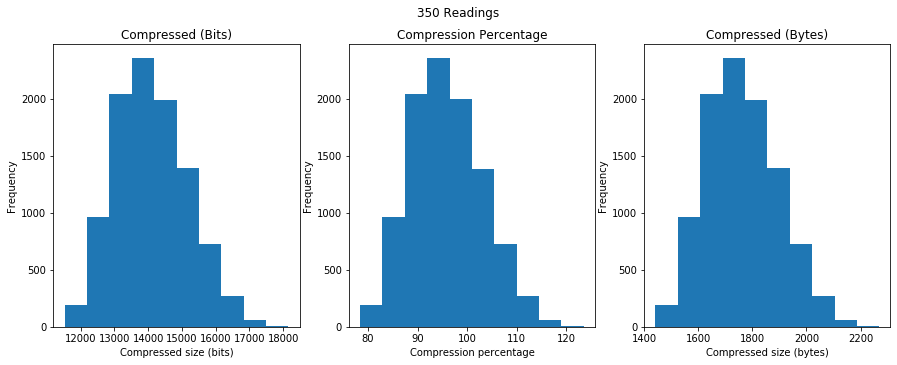 350 Readings
Compressed (Bits)
Frequency
2000
1500
1000
500
0
12000 13000 14000 15000 16000 17000 18000
Compressed size (bits)
Compression Percentage
Frequency
2000
1500
1000
500
0
80 90 100 110 120
Compression percentage
Compressed (Bytes)
Frequency
2000
1500
1000
500
0
1400 1600 1800 2000 2200
Compressed size (bytes)